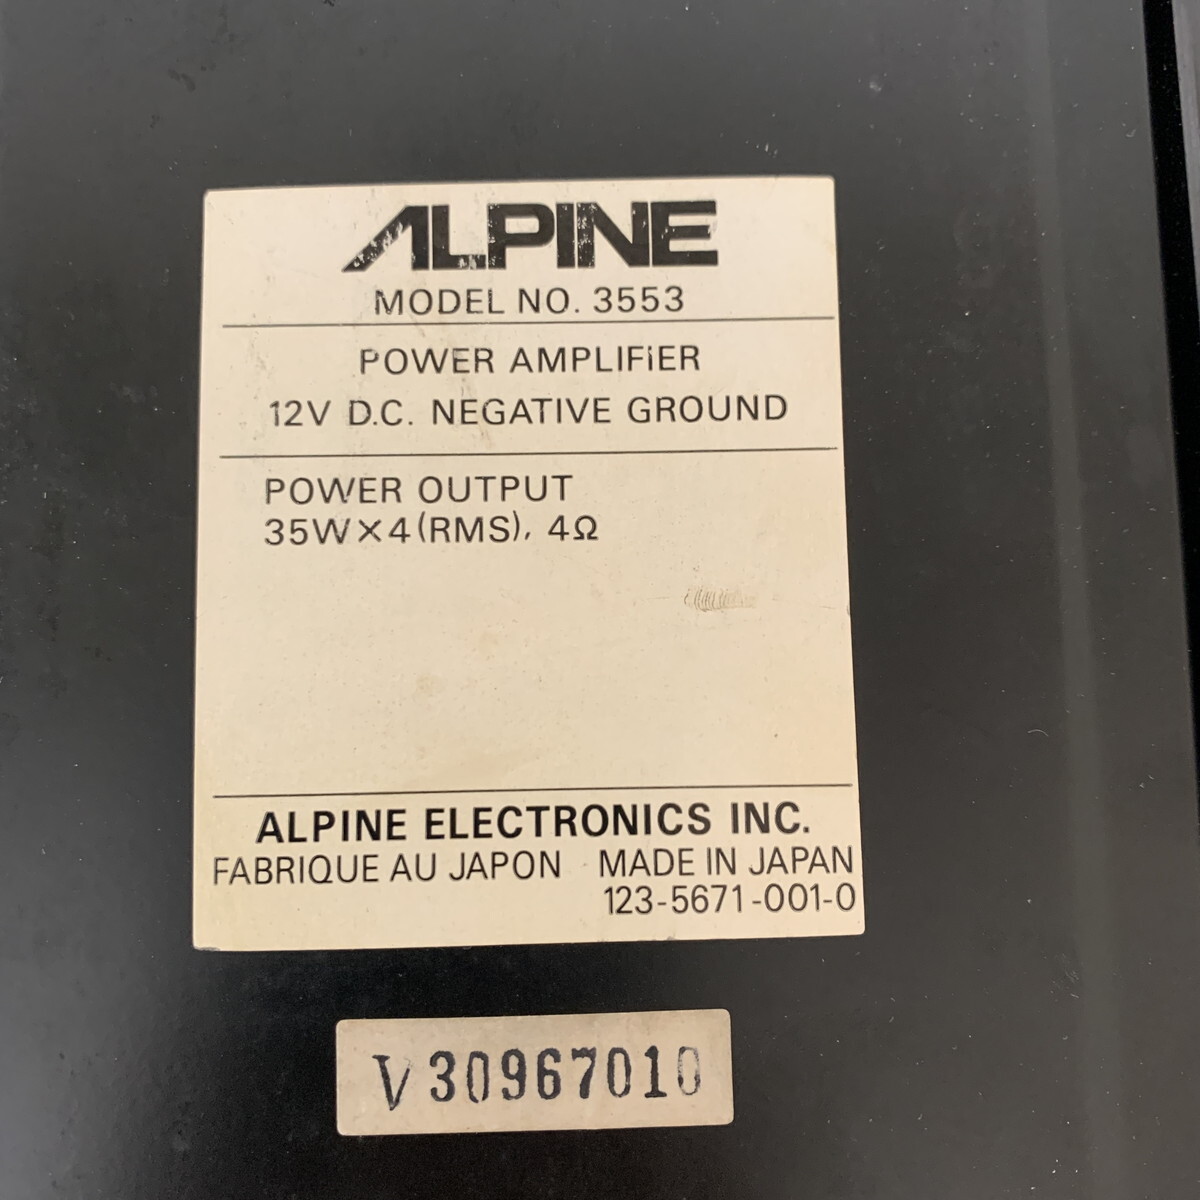 ALPINE
MODEL NO. 3553
POWER AMPLIFiER
12V D.C. NEGATIVE GROUND
POWER OUTPUT
35W×4(RMS), 4Ω
ALPINE ELECTRONICS INC.
FABRIQUE AU JAPON MADE IN JAPAN
123-5671-001-0
V30967010